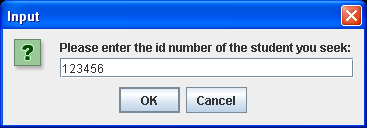 Input
Please enter the id number of the student you seek:
123456
OK Cancel